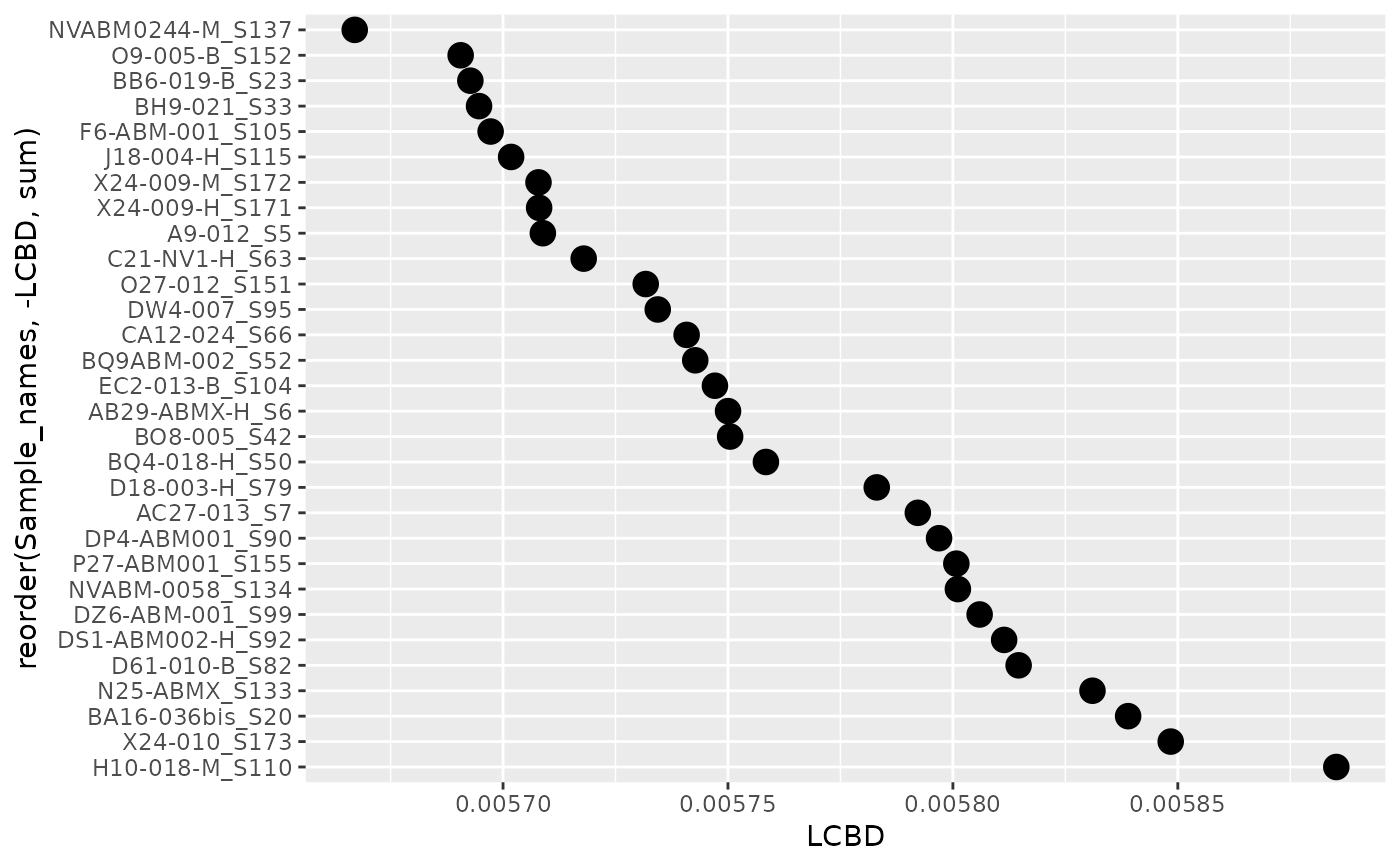 NVABM0244-M_S137
O9-005-B_S152
BB6-019-B_S23
BH9-021_S33
F6-ABM-001_S105
J18-004-H_S115
X24-009-M_S172
X24-009-H_S171
A9-012_S5
C21-NV1-H_S63
O27-012_S151
DW4-007_S95
CA12-024_S66
BQ9ABM-002_S52
EC2-013-B_S104
AB29-ABMX-H_S6
BO8-005_S42
BQ4-018-H_S50
D18-003-H_S79
AC27-013_S7
DP4-ABM001_S90
P27-ABM001_S155
NVABM-0058_S134
DZ6-ABM-001_S99
DS1-ABM002-H_S92
D61-010-B_S82
N25-ABMX_S133
BA16-036bis_S20
X24-010_S173
H10-018-M_S110
reorder(Sample_names, -LCBD, sum)
0.00570 0.00575 0.00580 0.00585
LCBD